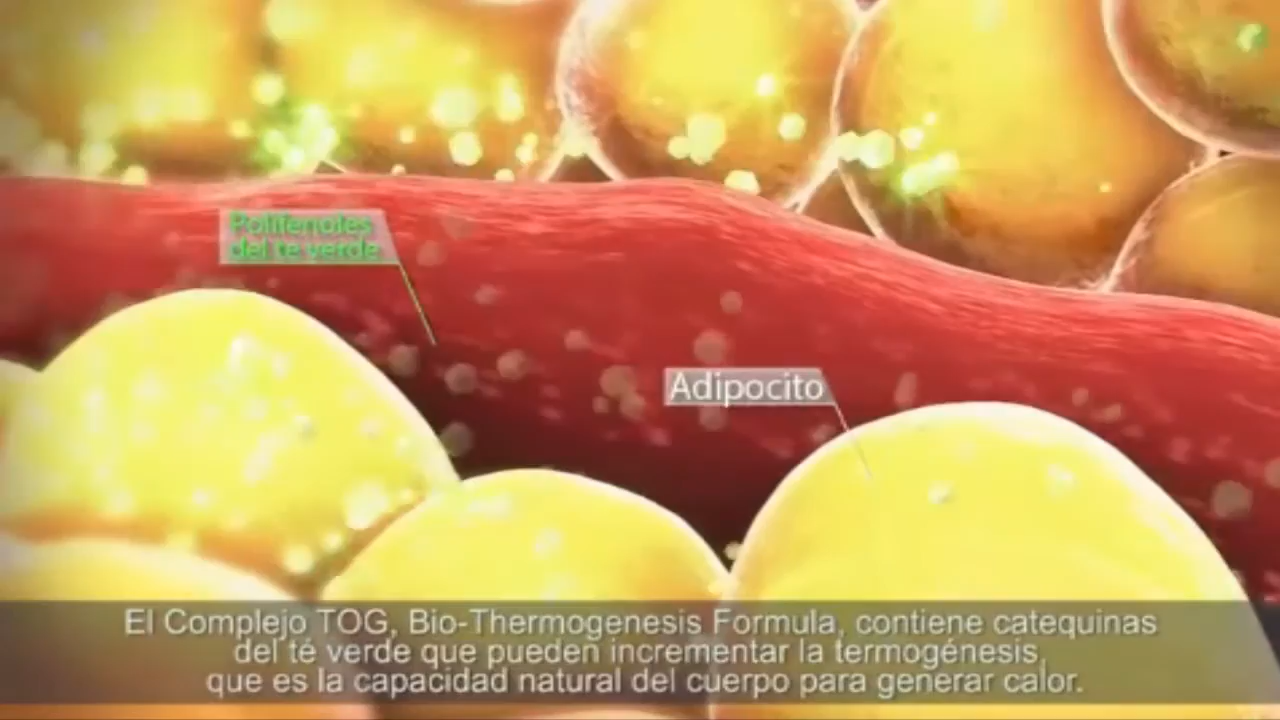 Polifenoles
del te verde
Adipocito
El Complejo TOG, Bio-Thermogenesis Formula, contiene catequinas
del té verde que pueden incrementar la termogénesis,
que es la capacidad natural del cuerpo para generar calor.